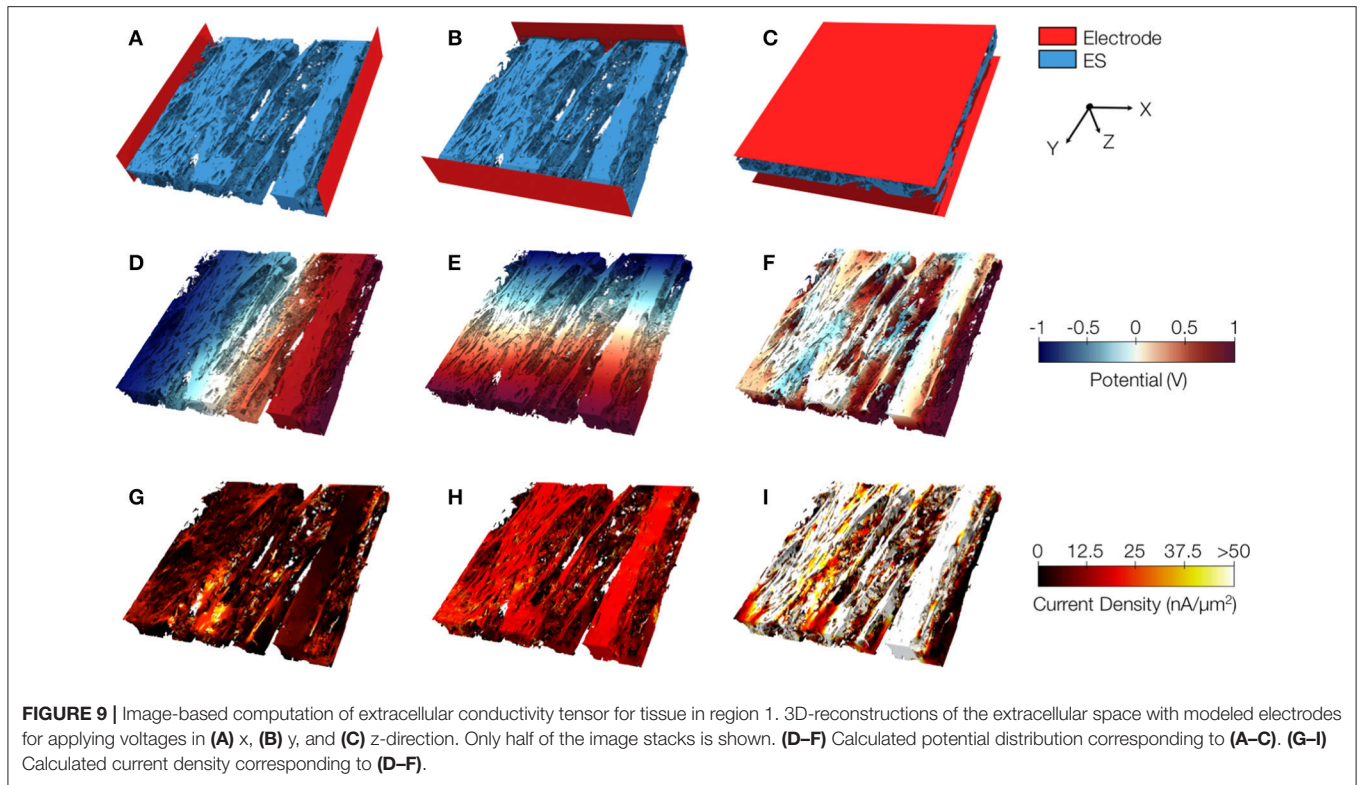 A
B
C
Electrode
ES
X
Y
Z
D
E
F
-1 -0.5 0 0.5 1
Potential (V)
G
H
I
0 12.5 25 37.5 >50
Current Density (nA/µm²)
FIGURE 9 | Image-based computation of extracellular conductivity tensor for tissue in region 1. 3D-reconstructions of the extracellular space with modeled electrodes
for applying voltages in (A) x, (B) y, and (C) z-direction. Only half of the image stacks is shown. (D–F) Calculated potential distribution corresponding to (A–C). (G–I)
Calculated current density corresponding to (D–F).